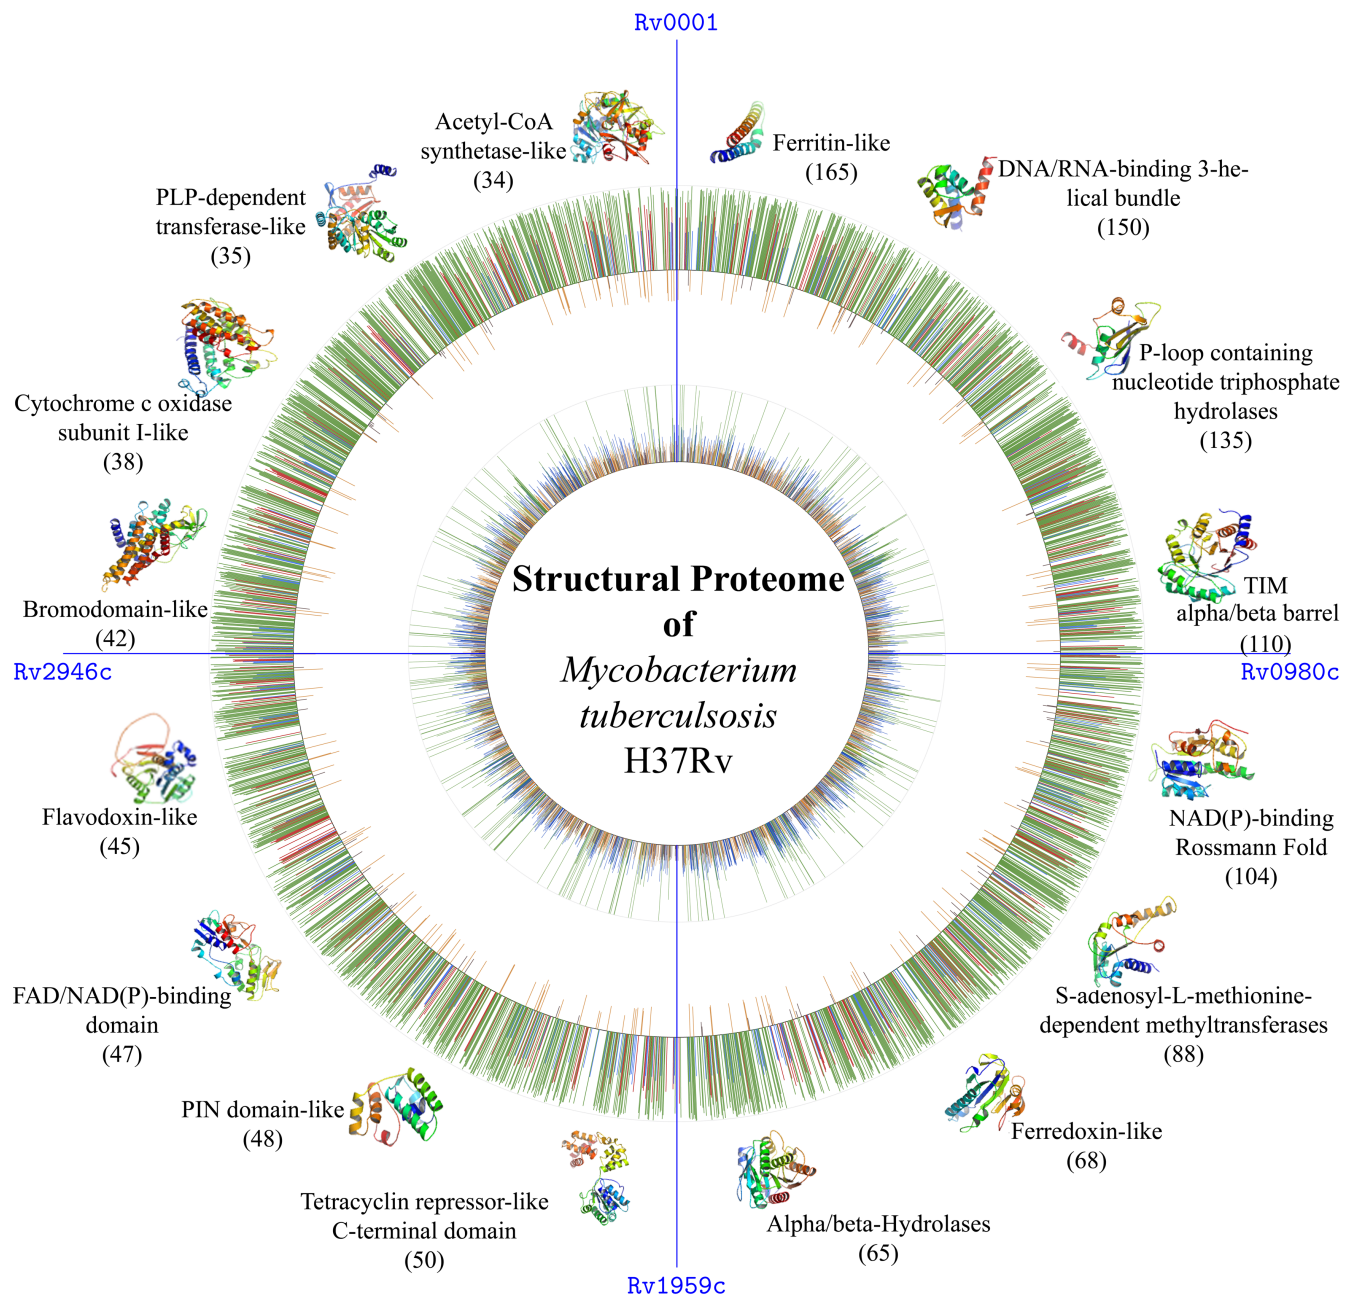 Rv0001
Acetyl-CoA
synthetase-like
(34)
Ferritin-like
(165)
DNA/RNA-binding 3-he-
lical bundle
(150)
P-loop containing
nucleotide triphosphate
hydrolases
(135)
TIM
alpha/beta barrel
(110)
Rv0980c
NAD(P)-binding
Rossmann Fold
(104)
S-adenosyl-L-methionine-
dependent methyltransferases
(88)
Ferredoxin-like
(68)
Alpha/beta-Hydrolases
(65)
Rv1959c
Tetracyclin repressor-like
C-terminal domain
(50)
PIN domain-like
(48)
FAD/NAD(P)-binding
domain
(47)
Flavodoxin-like
(45)
Rv2946c
Bromodomain-like
(42)
Cytochrome c oxidase
subunit I-like
(38)
PLP-dependent
transferase-like
(35)
Structural Proteome
of
Mycobacterium
tuberculsosis
H37Rv